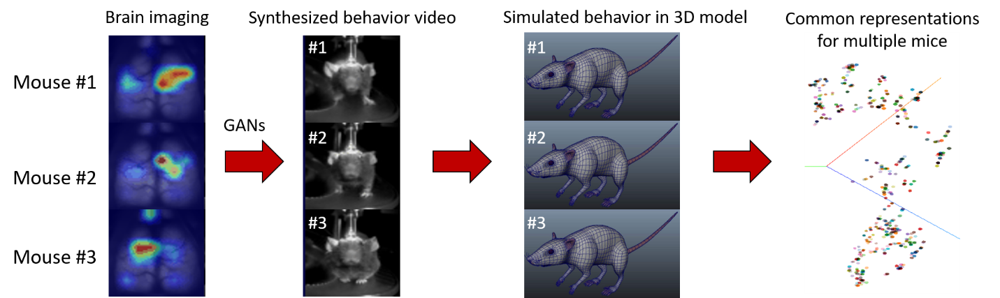 Brain imaging
Synthesized behavior video
Simulated behavior in 3D model
Common representations
for multiple mice
Mouse #1
#1
#1
GANs
Mouse #2
#2
#2
Mouse #3
#3
#3